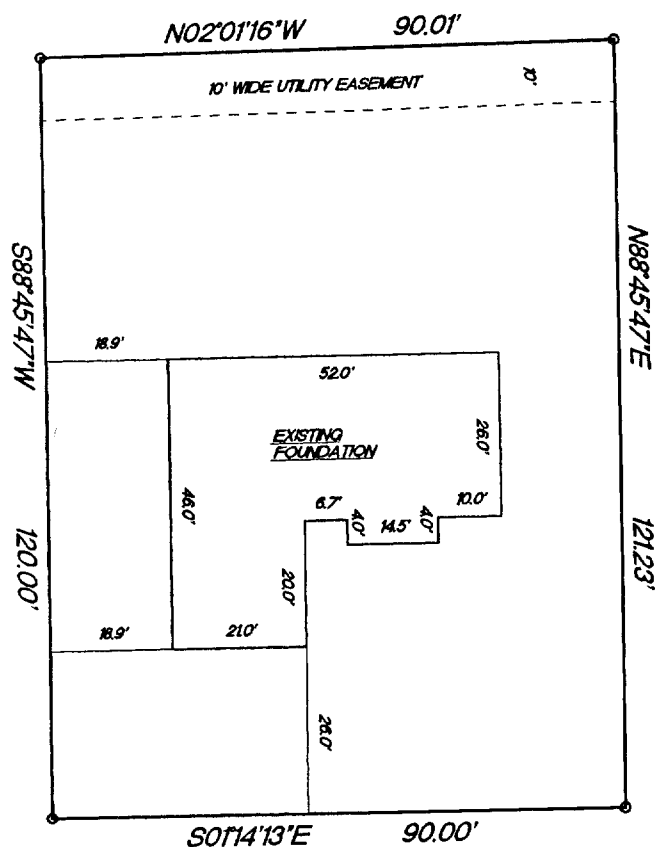 N02°01'16"W 90.01'
10' WIDE UTILITY EASEMENT 10'
S88°45'47"W
N88°45'47"E
18.9'
52.0'
EXISTING
FOUNDATION
26.0'
46.0'
6.7'
4.0'
14.5'
4.0'
10.0'
120.00'
121.23'
20.0'
18.9'
21.0'
26.0'
S01°14'13"E 90.00'